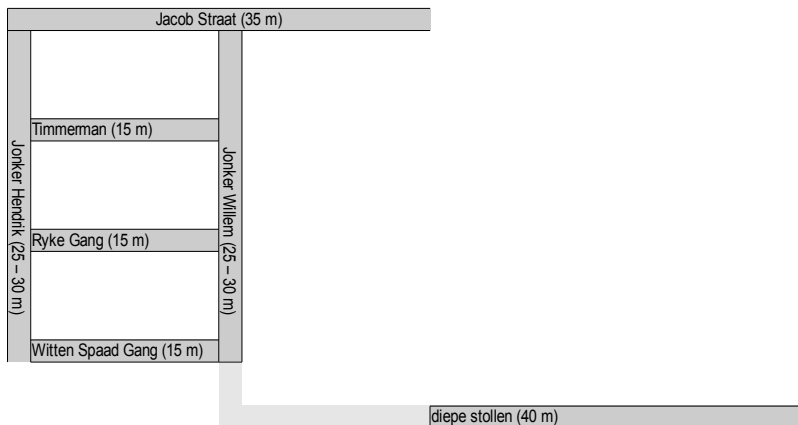 Jacob Straat (35 m)
Timmerman (15 m)
Jonker Hendrik (25 – 30 m)
Jonker Willem (25 – 30 m)
Ryke Gang (15 m)
Witten Spaad Gang (15 m)
diepe stollen (40 m)